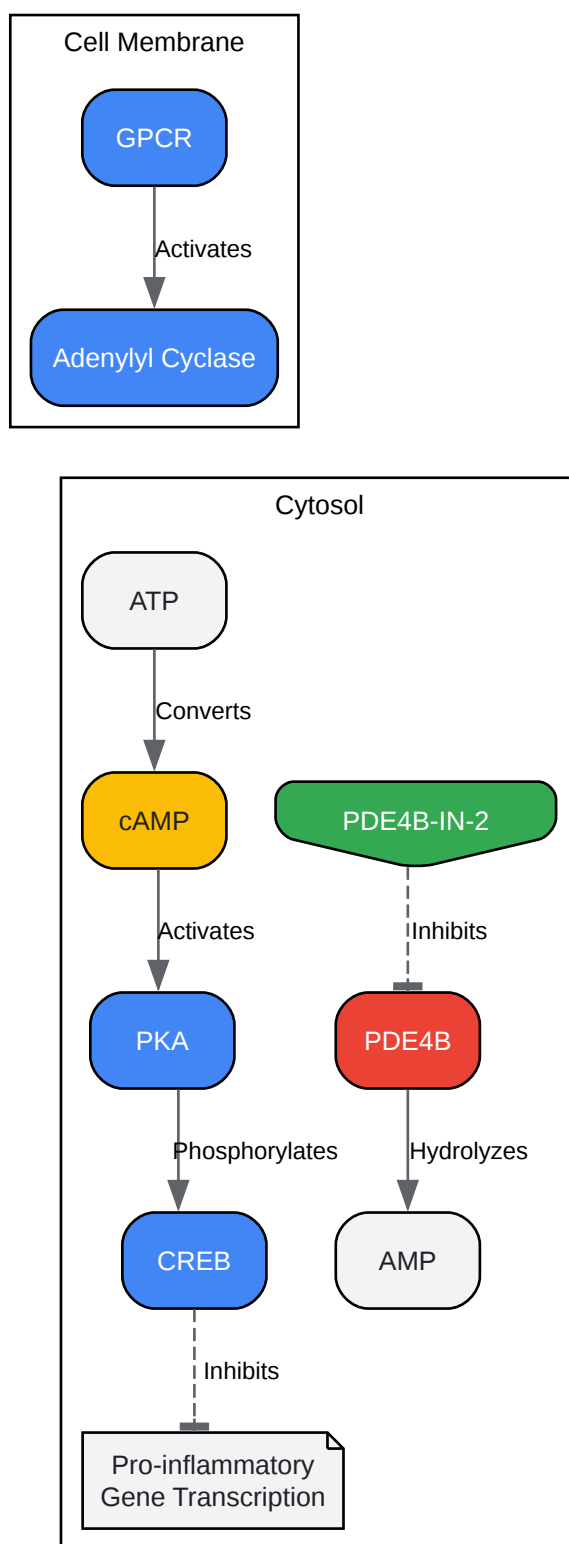 Cell Membrane
GPCR
Activates
Adenylyl Cyclase
Cytosol
ATP
Converts
cAMP
PDE4B-IN-2
Activates
Inhibits
PKA
PDE4B
Phosphorylates
Hydrolyzes
CREB
AMP
Inhibits
Pro-inflammatory
Gene Transcription